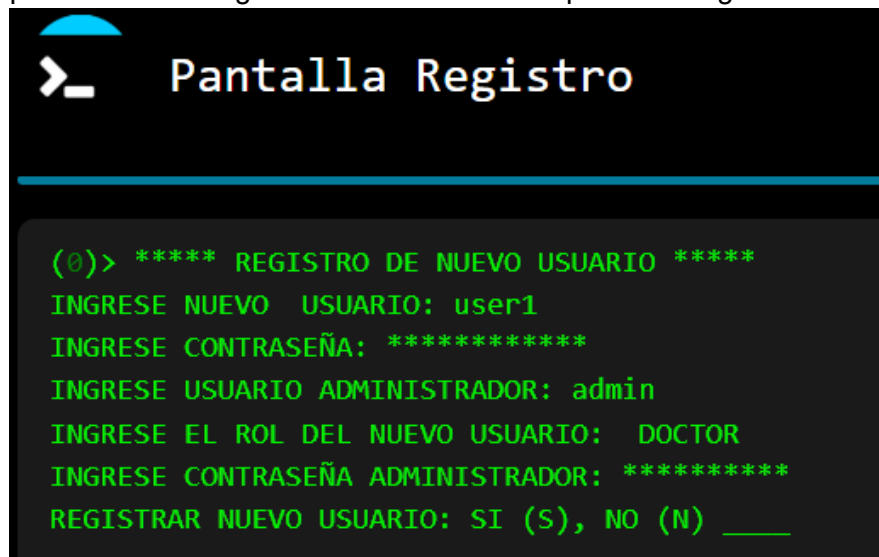 >_ Pantalla Registro
(0)> ***** REGISTRO DE NUEVO USUARIO *****
INGRESE NUEVO  USUARIO: user1
INGRESE CONTRASEÑA: ************
INGRESE USUARIO ADMINISTRADOR: admin
INGRESE EL ROL DEL NUEVO USUARIO:  DOCTOR
INGRESE CONTRASEÑA ADMINISTRADOR: **********
REGISTRAR NUEVO USUARIO: SI (S), NO (N) ____